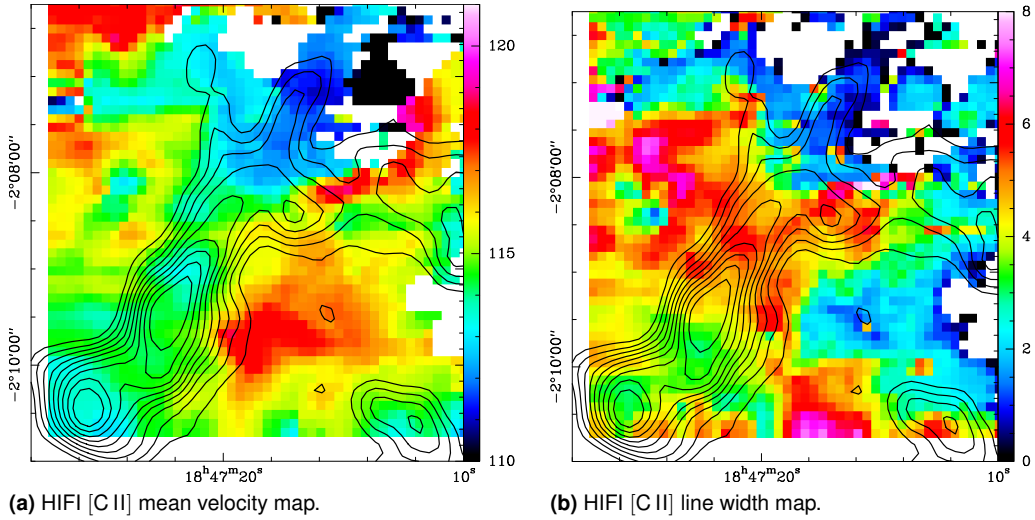 120
115
110
−2°08′00″
−2°10′00″
18ʰ47ᵐ20ˢ
10ˢ
(a) HIFI [C II] mean velocity map.
8
6
4
2
0
−2°08′00″
−2°10′00″
18ʰ47ᵐ20ˢ
10ˢ
(b) HIFI [C II] line width map.